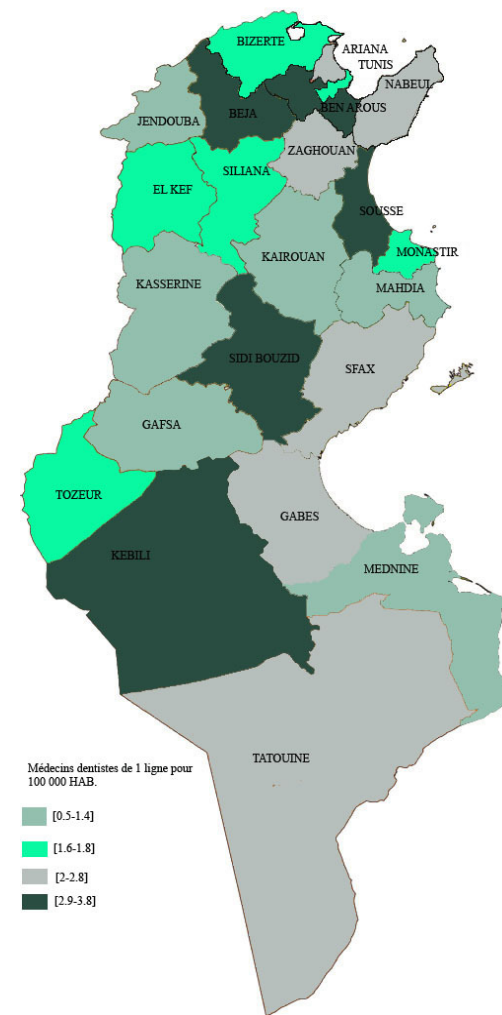 BIZERTE
ARIANA
TUNIS
NABEUL
BEJA
BEN AROUS
JENDOUBA
ZAGHOUAN
SILIANA
EL KEF
SOUSSE
KAIROUAN
MONASTIR
KASSERINE
MAHDIA
SIDI BOUZID
SFAX
GAFSA
TOZEUR
GABES
KEBILI
MEDNINE
TATOUINE
Médecins dentistes de 1 ligne pour
100 000 HAB.
[0.5-1.4]
[1.6-1.8]
[2-2.8]
[2.9-3.8]